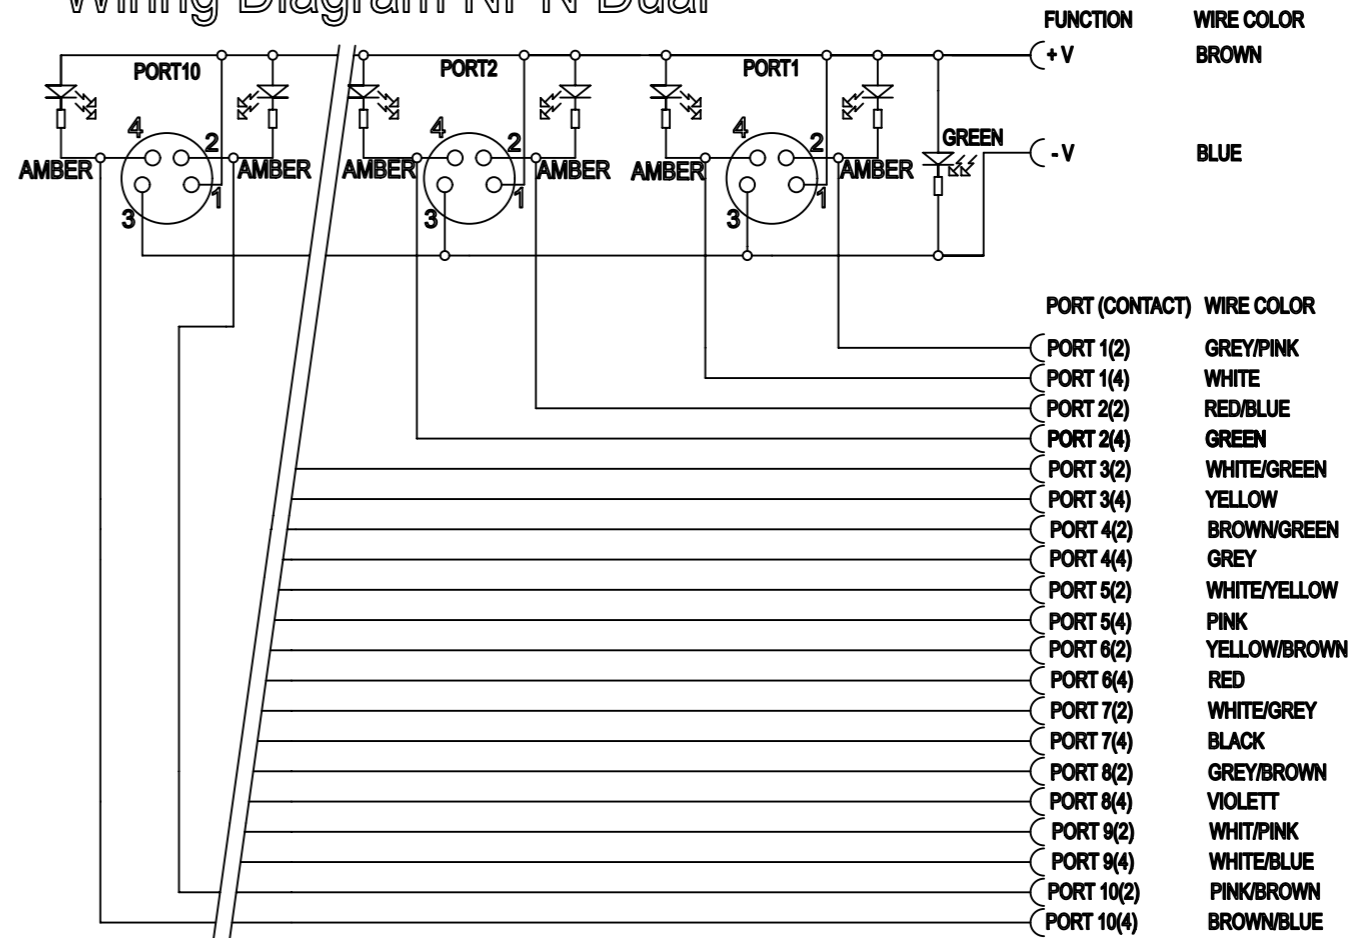 Wiring Diagram NPN Dual
FUNCTION WIRE COLOR
+ V BROWN
PORT10 PORT2 PORT1
4 2 4 2 4 2
GREEN
- V BLUE
AMBER AMBER AMBER AMBER AMBER AMBER
3 1 3 1 3 1
PORT (CONTACT) WIRE COLOR
PORT 1(2) GREY/PINK
PORT 1(4) WHITE
PORT 2(2) RED/BLUE
PORT 2(4) GREEN
PORT 3(2) WHITE/GREEN
PORT 3(4) YELLOW
PORT 4(2) BROWN/GREEN
PORT 4(4) GREY
PORT 5(2) WHITE/YELLOW
PORT 5(4) PINK
PORT 6(2) YELLOW/BROWN
PORT 6(4) RED
PORT 7(2) WHITE/GREY
PORT 7(4) BLACK
PORT 8(2) GREY/BROWN
PORT 8(4) VIOLETT
PORT 9(2) WHIT/PINK
PORT 9(4) WHITE/BLUE
PORT 10(2) PINK/BROWN
PORT 10(4) BROWN/BLUE